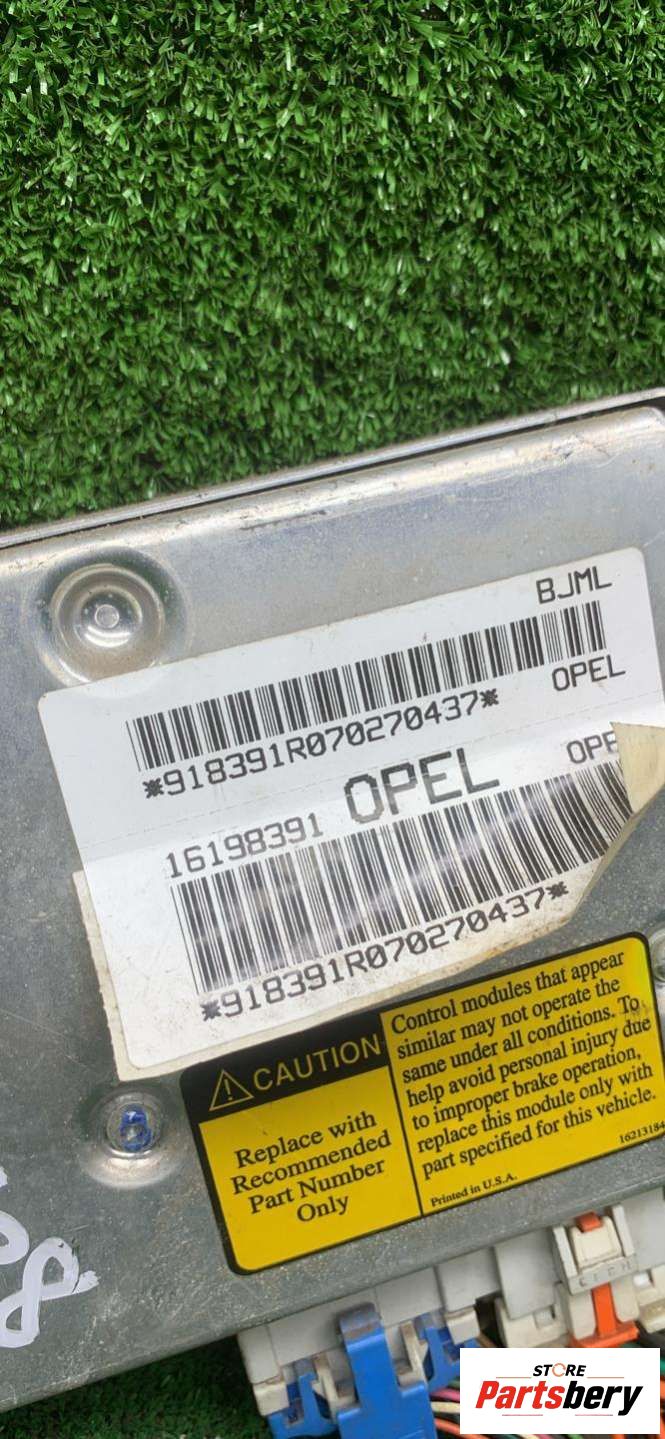 BJML
*918391R070270437*
OPEL
16198391 OPEL
*918391R070270437*
CAUTION
Replace with
Recommended
Part Number
Only
Control modules that appear
similar may not operate the
same under all conditions. To
help avoid personal injury due
to improper brake operation,
replace this module only with
part specified for this vehicle.
Printed in U.S.A.
16213184
STORE
Partsbery